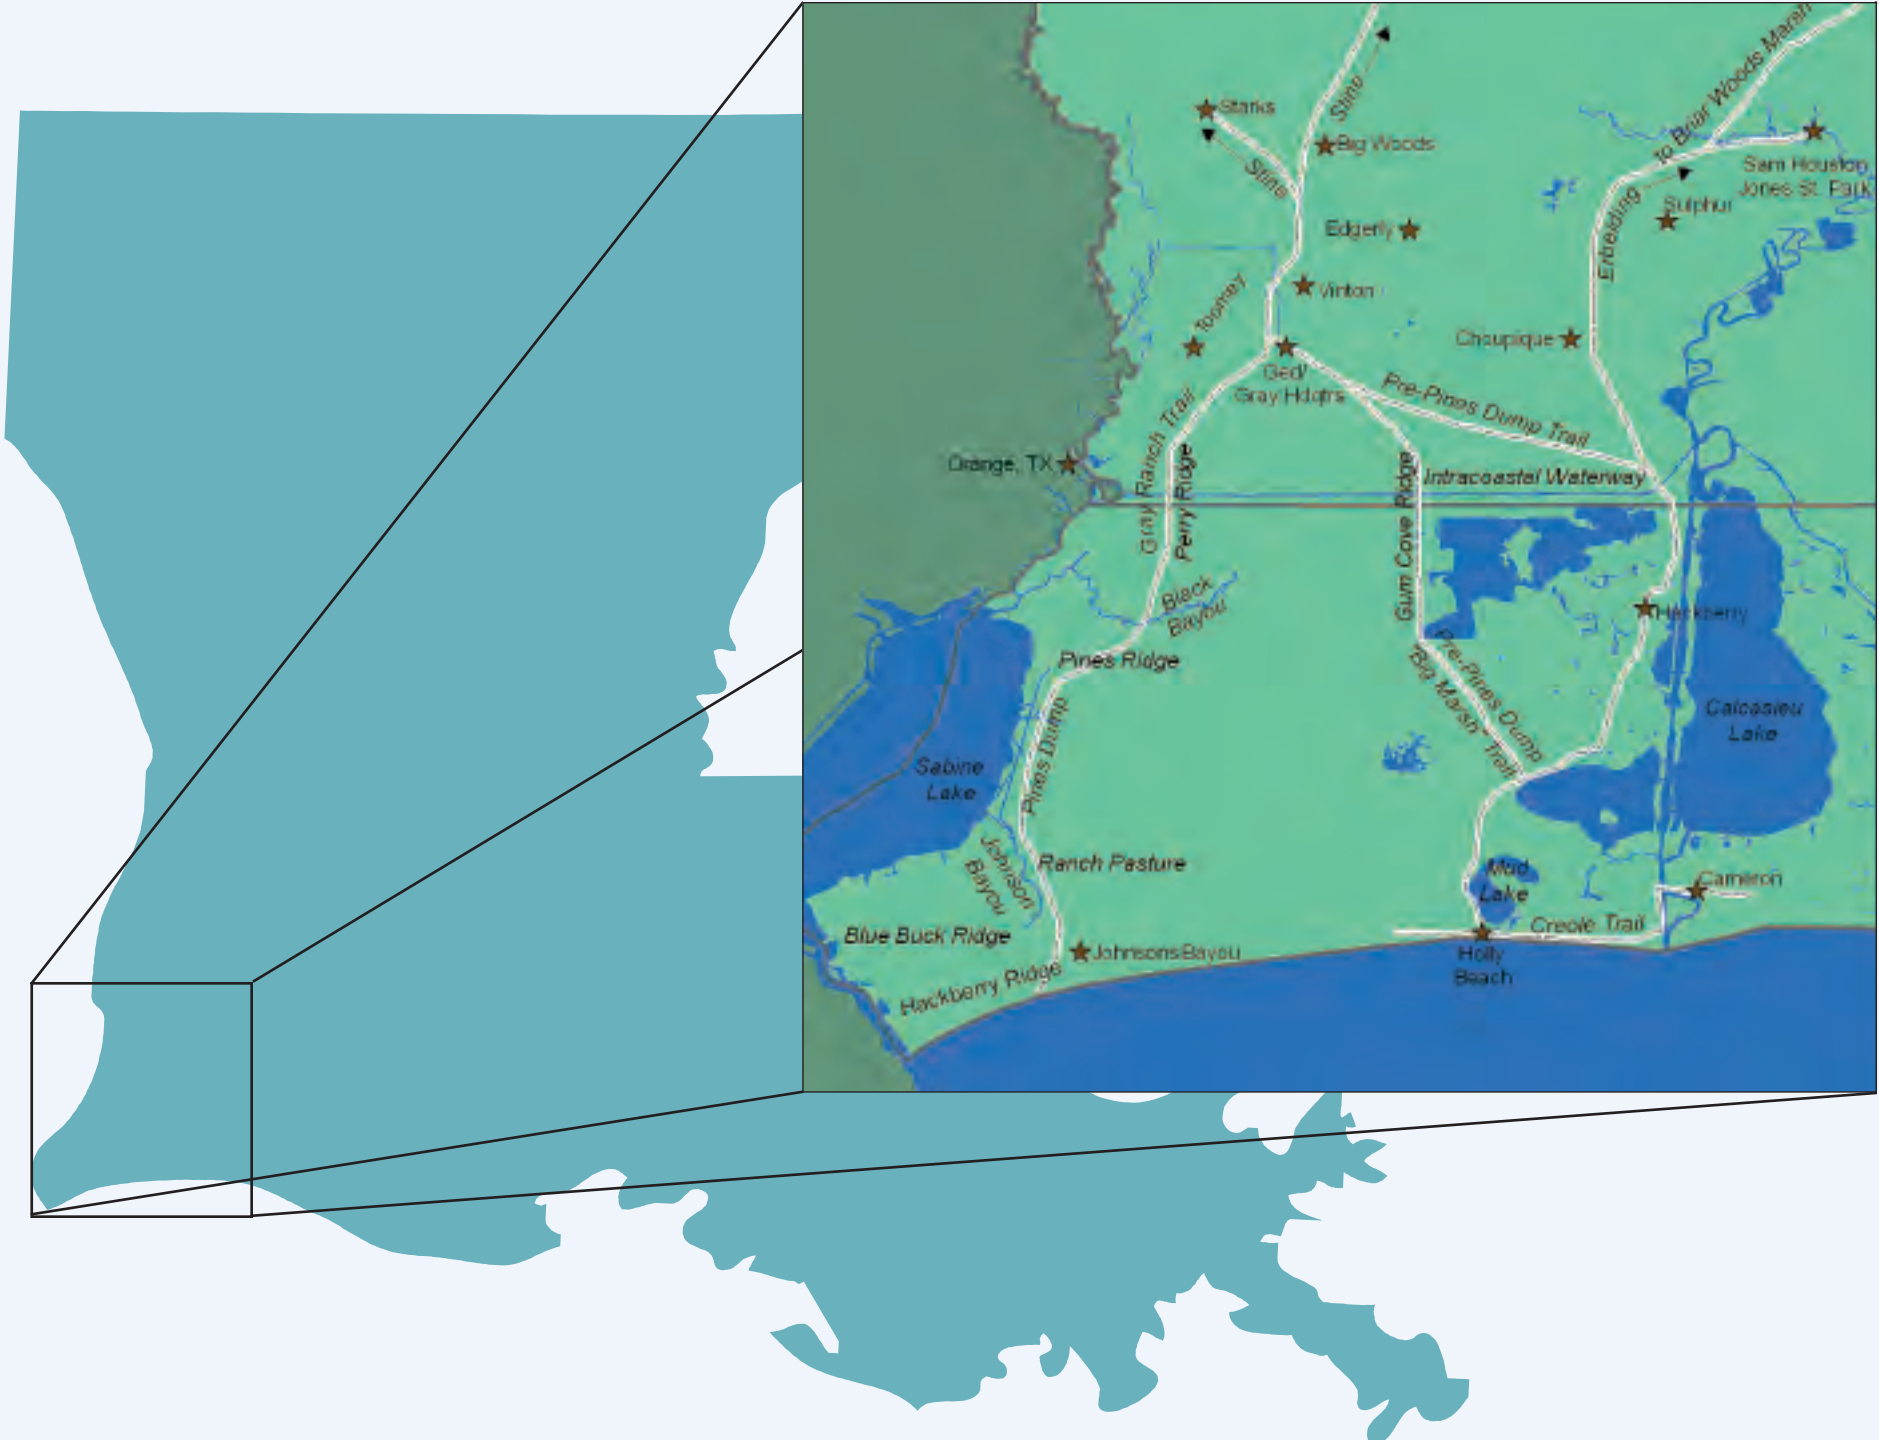 to Briar Woods Marsh
Stine
Starks
Big Woods
Sam Houston
Jones St. Park
Stine
Sulphur
Erbelding
Edgerly
Toomey
Vinton
Choupique
Ged/
Gray Hdqtrs
Pre-Pines Dump Trail
Gray Ranch Trail
Orange, TX
Perry Ridge
Gum Cove Ridge
Intracoastal Waterway
Black
Bayou
Hackberry
Pines Ridge
Pre-Pines Dump
"Big Marsh" Trail
Calcasieu
Lake
Pines Dump
Sabine
Lake
Johnson
Bayou
Ranch Pasture
Mud
Lake
Cameron
Creole Trail
Blue Buck Ridge
Johnsons Bayou
Holly
Beach
Hackberry Ridge